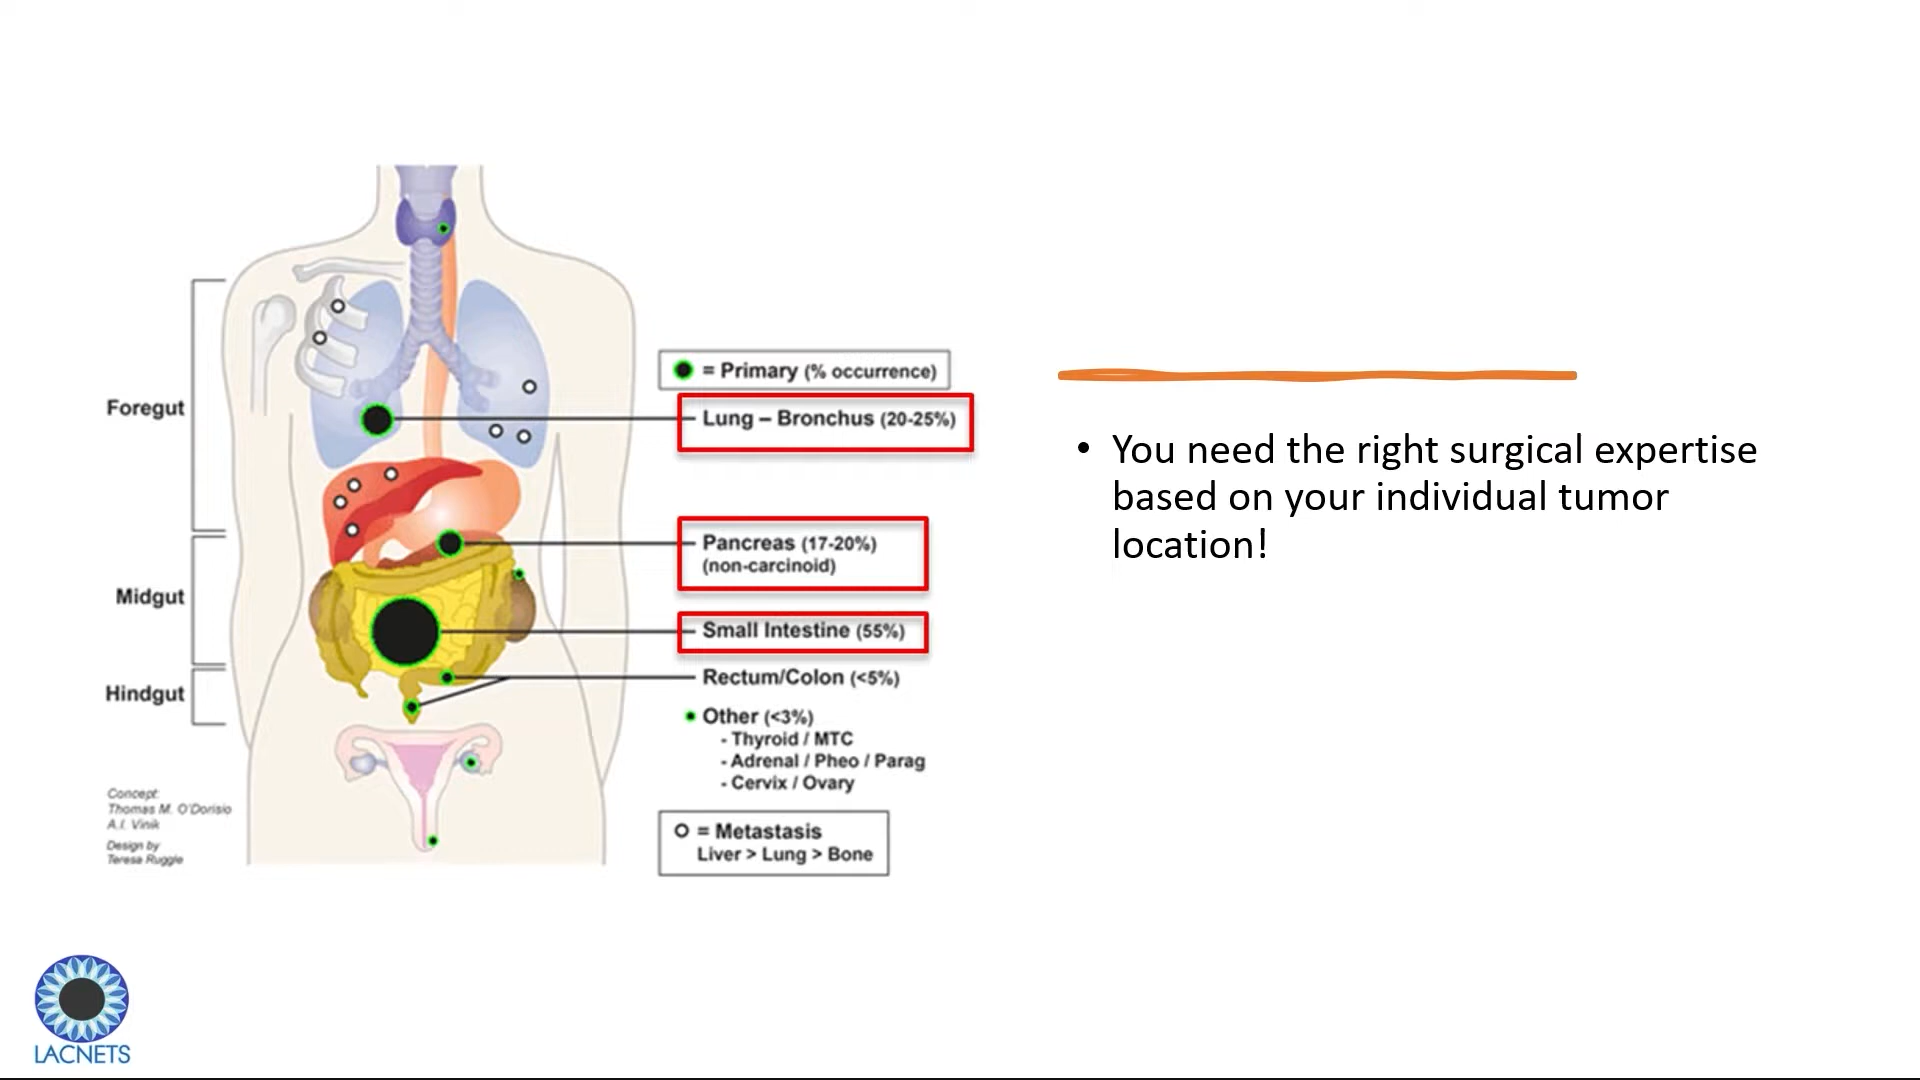 Foregut
Midgut
Hindgut
= Primary (% occurrence)
Lung – Bronchus (20-25%)
Pancreas (17-20%)
(non-carcinoid)
Small Intestine (55%)
Rectum/Colon (<5%)
Other (<3%)
- Thyroid / MTC
- Adrenal / Pheo / Parag
- Cervix / Ovary
= Metastasis
Liver > Lung > Bone
Concept:
Thomas M. O'Dorisio
A.I. Vinik
Design by
Teresa Ruggle
• You need the right surgical expertise
based on your individual tumor
location!
LACNETS